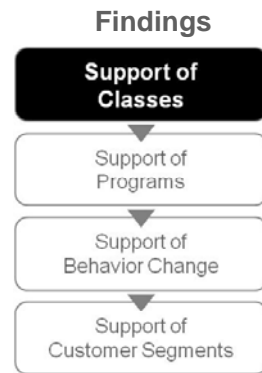 Findings
Support of
Classes
Support of
Programs
Support of
Behavior Change
Support of
Customer Segments